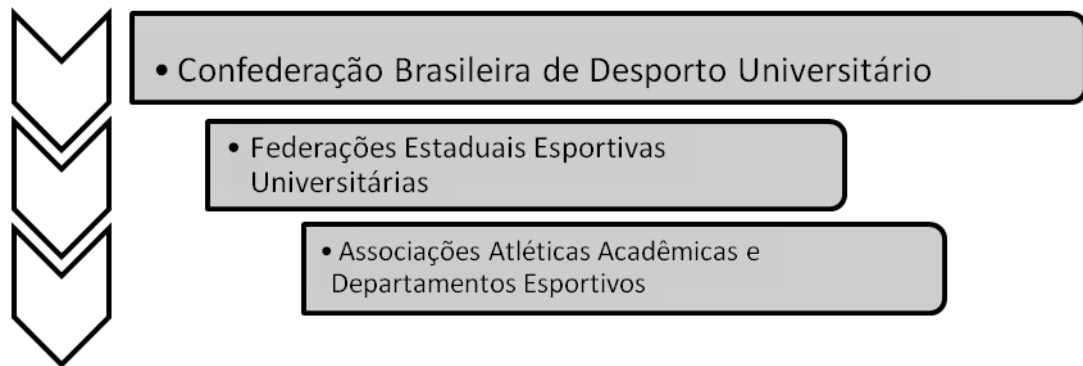 • Confederação Brasileira de Desporto Universitário
• Federações Estaduais Esportivas
Universitárias
• Associações Atléticas Acadêmicas e
Departamentos Esportivos